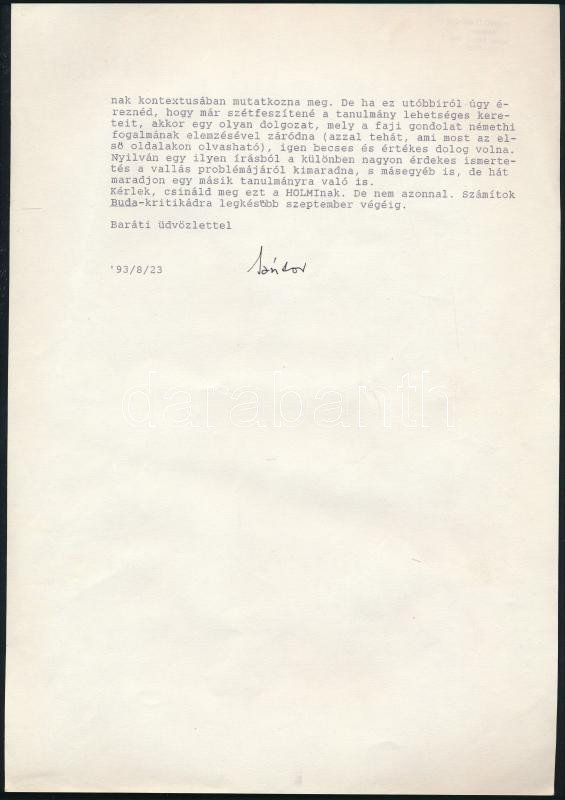 nak kontextusában mutatkozna meg. De ha ez utóbbiról úgy é-
reznéd, hogy már szétfeszítené a tanulmány lehetséges kere-
teit, akkor egy olyan dolgozat, mely a faji gondolat némethi
fogalmának elemzésével záródna (azzal tehát, ami most az el-
ső oldalakon olvasható), igen becses és értékes dolog volna.
Nyilván egy ilyen írásból a különben nagyon érdekes ismerte-
tés a vallás problémájáról kimaradna, s másegyéb is, de hát
maradjon egy másik tanulmányra való is.
Kérlek, csináld meg ezt a HOLMInak. De nem azonnal. Számítok
Buda-kritikádra legkésőbb szeptember végéig.
Baráti üdvözlettel
'93/8/23 Sándor
darabanth